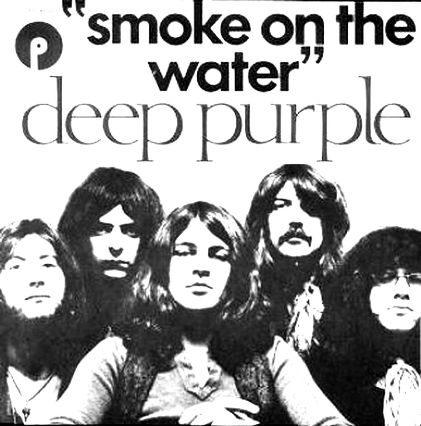 "smoke on the
water"
deep purple